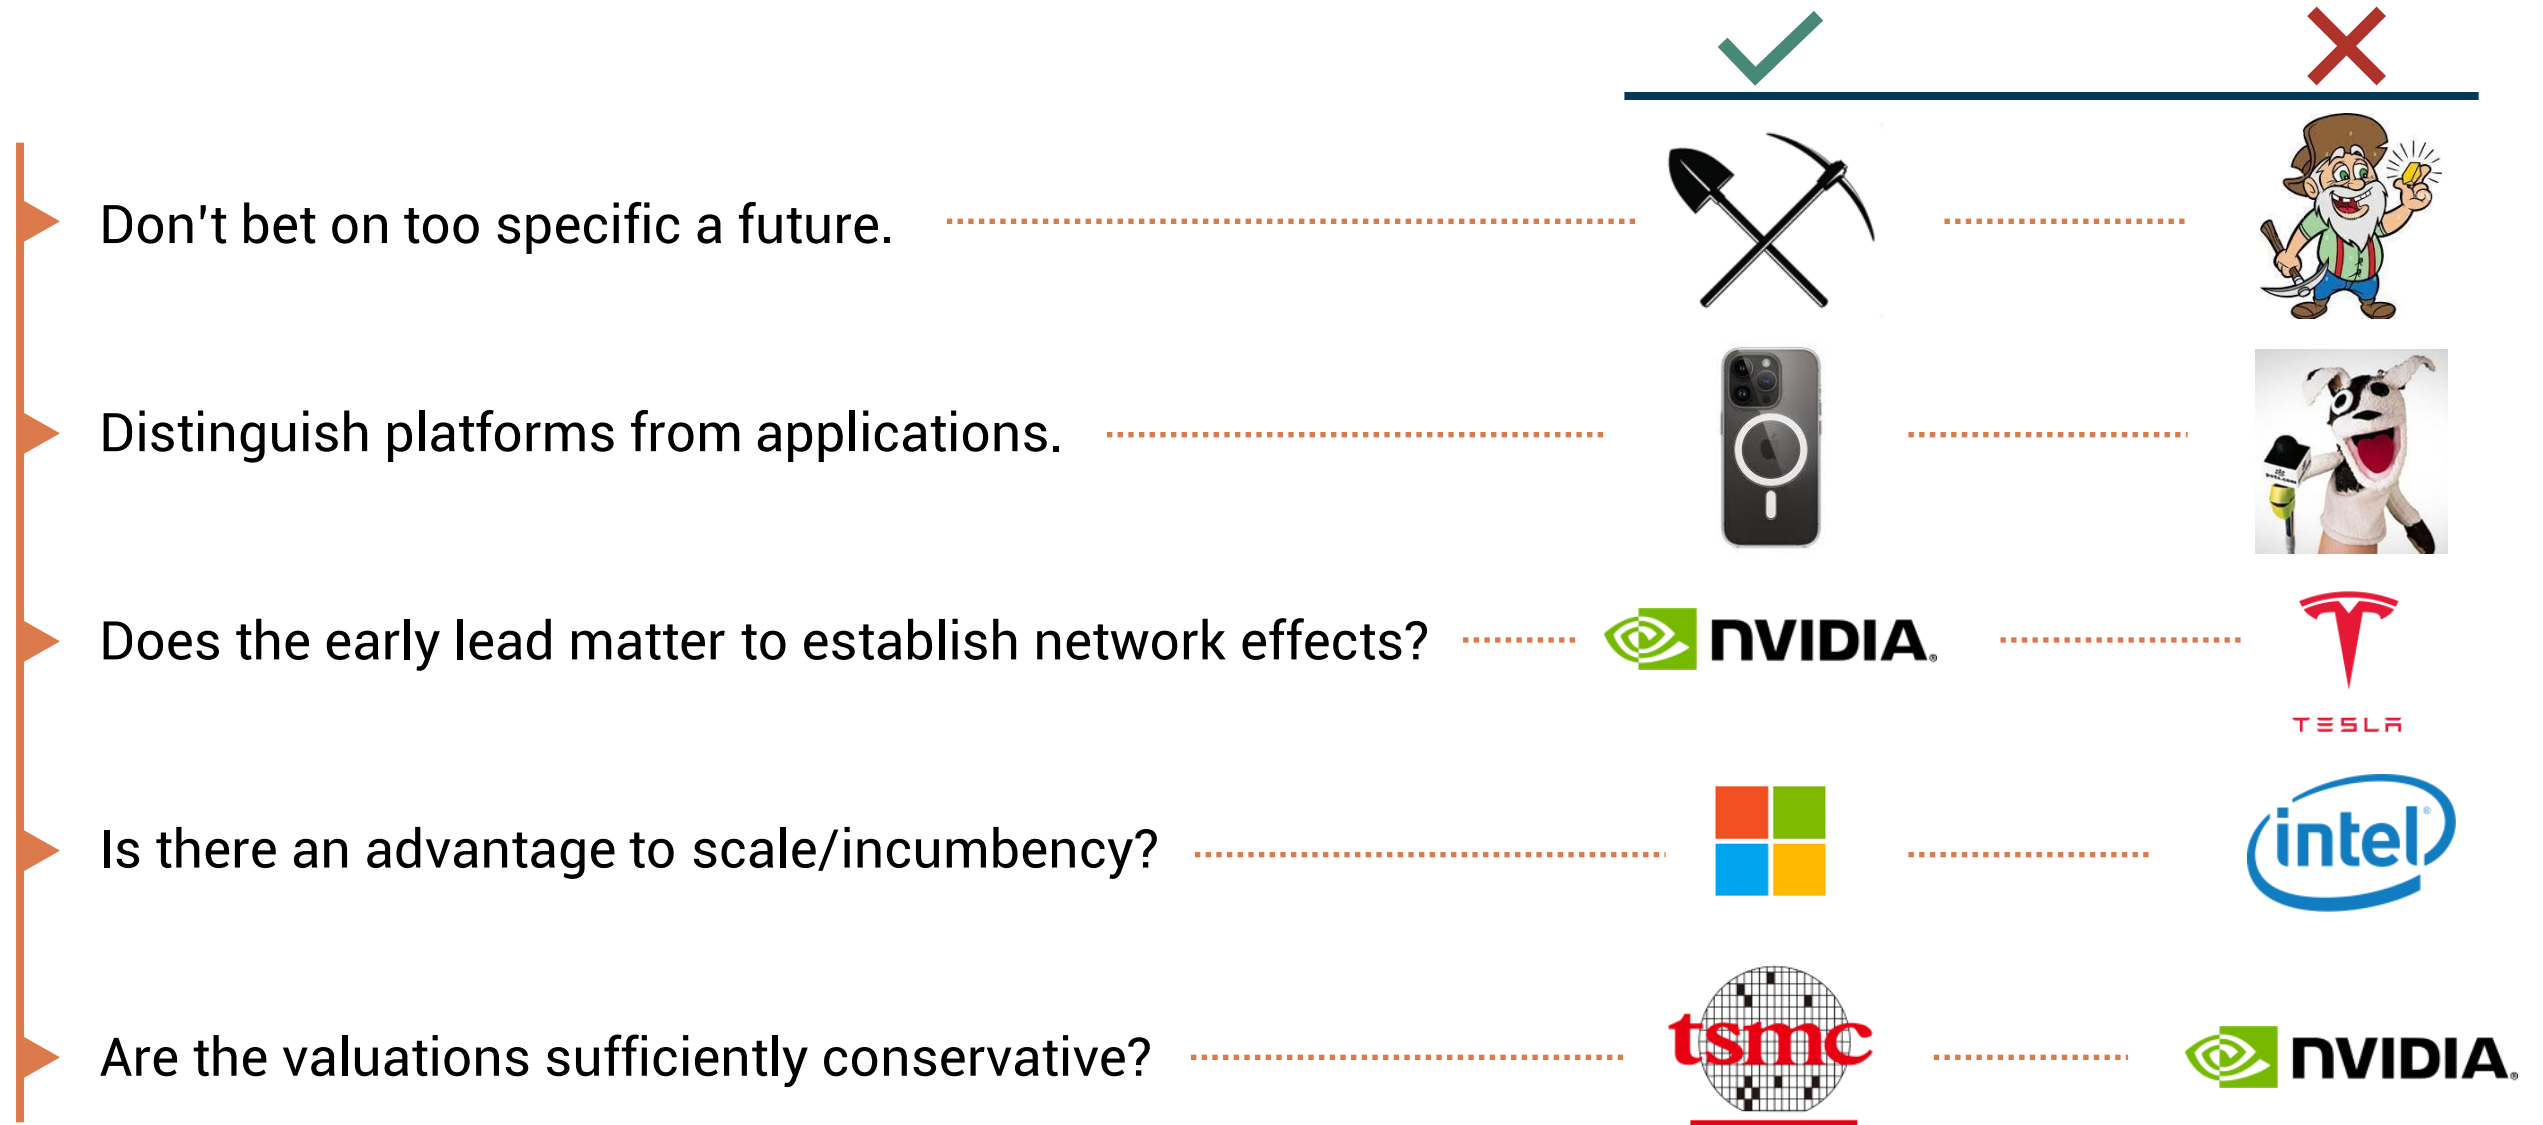 Don't bet on too specific a future.
Distinguish platforms from applications.
Does the early lead matter to establish network effects?
NVIDIA.
TESLA
Is there an advantage to scale/incumbency?
intel
Are the valuations sufficiently conservative?
tsmc
NVIDIA.